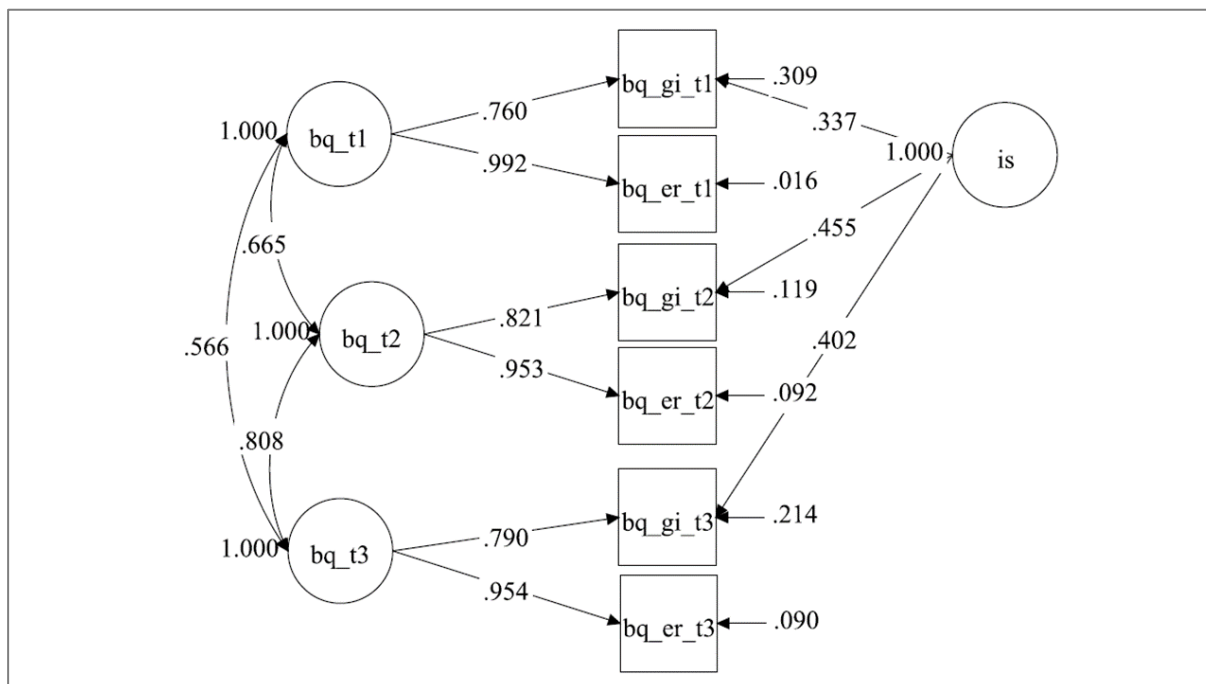 bq_gi_t1
.309
.760
.337
1.000
bq_t1
1.000
is
.992
bq_er_t1
.016
.455
.665
bq_gi_t2
.119
.821
1.000
bq_t2
.566
.402
.953
bq_er_t2
.092
.808
bq_gi_t3
.214
.790
1.000
bq_t3
.954
bq_er_t3
.090